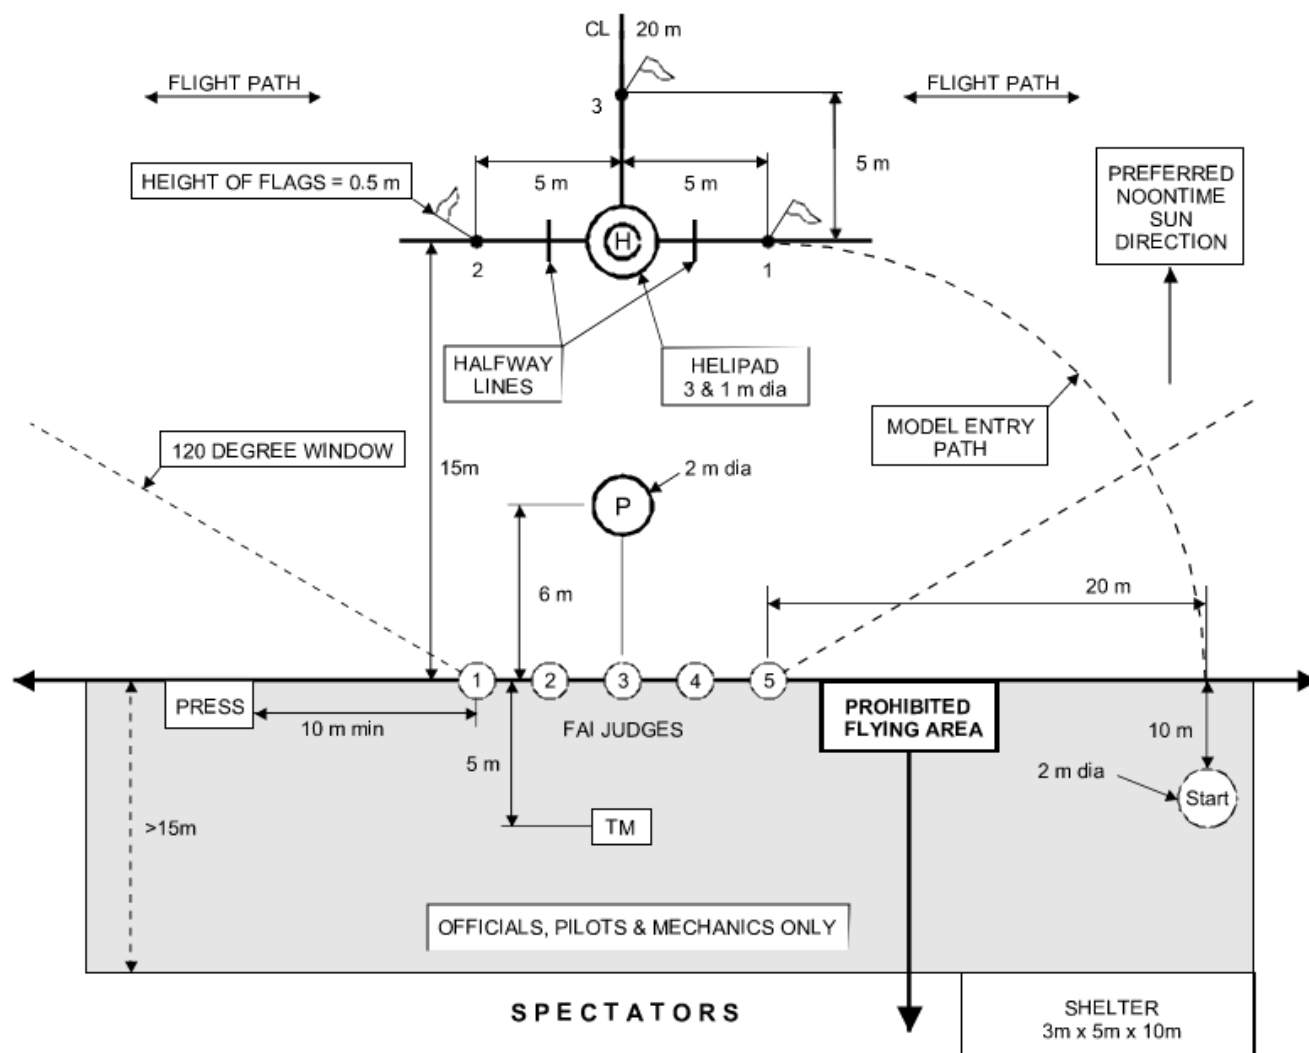 CL 20 m
FLIGHT PATH
FLIGHT PATH
3
HEIGHT OF FLAGS = 0.5 m
5 m
5 m
5 m
PREFERRED
NOONTIME
SUN
DIRECTION
H
2
1
HALFWAY
LINES
HELIPAD
3 & 1 m dia
MODEL ENTRY
PATH
120 DEGREE WINDOW
15m
2 m dia
P
6 m
20 m
1
2
3
4
5
PRESS
10 m min
FAI JUDGES
PROHIBITED
FLYING AREA
10 m
5 m
2 m dia
Start
>15m
TM
OFFICIALS, PILOTS & MECHANICS ONLY
SPECTATORS
SHELTER
3m x 5m x 10m